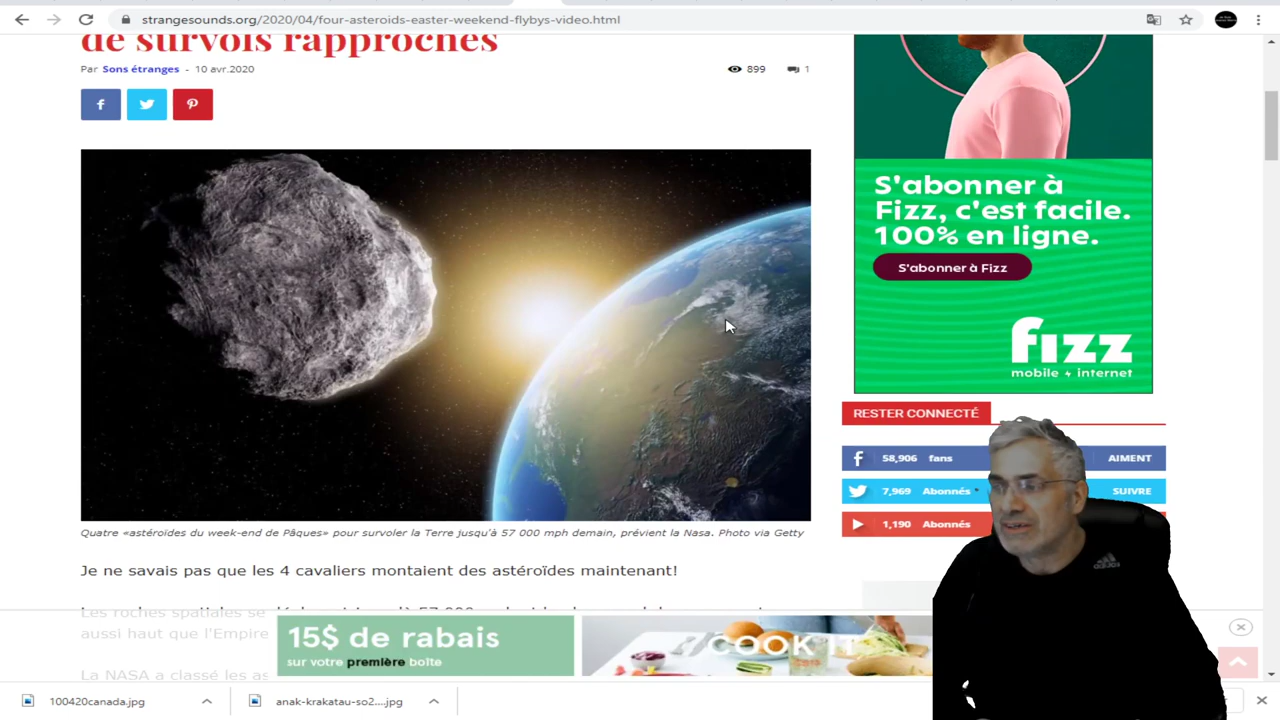 strangesounds.org/2020/04/four-asteroids-easter-weekend-flybys-video.html
de survols rapprochés
Par Sons étranges - 10 avr.2020
899
1
S'abonner à
Fizz, c'est facile.
100% en ligne.
S'abonner à Fizz
fizz
mobile + internet
RESTER CONNECTÉ
58,906 fans
AIMENT
7,969 Abonnés
SUIVRE
1,190 Abonnés
Quatre «astéroïdes du week-end de Pâques» pour survoler la Terre jusqu'à 57 000 mph demain, prévient la Nasa. Photo via Getty
Je ne savais pas que les 4 cavaliers montaient des astéroïdes maintenant!
Les roches spatiales se
aussi haut que l'Empire
La NASA a classé les as
15$ de rabais
sur votre première boîte
COOK IT
adidas
100420canada.jpg
anak-krakatau-so2....jpg